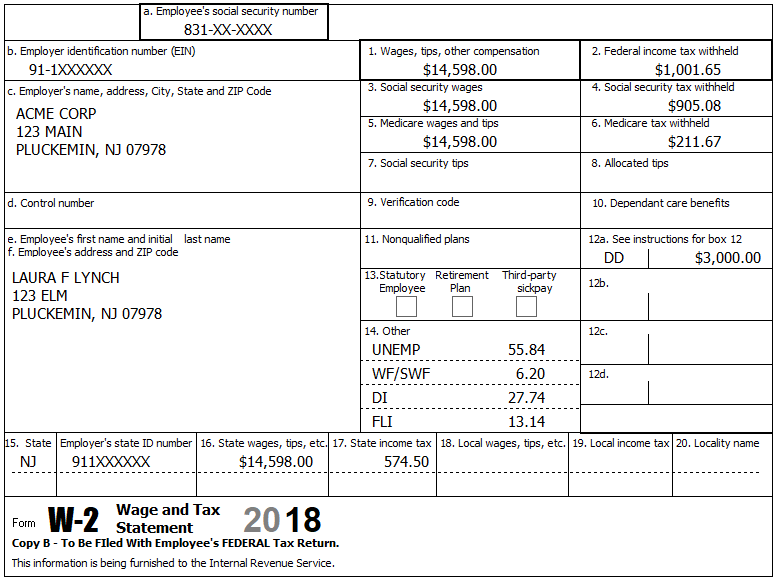 a. Employee's social security number
831-XX-XXXX
b. Employer identification number (EIN)
91-1XXXXXX
1. Wages, tips, other compensation
$14,598.00
2. Federal income tax withheld
$1,001.65
c. Employer's name, address, City, State and ZIP Code
ACME CORP
123 MAIN
PLUCKEMIN, NJ 07978
3. Social security wages
$14,598.00
4. Social security tax withheld
$905.08
5. Medicare wages and tips
$14,598.00
6. Medicare tax withheld
$211.67
7. Social security tips
8. Allocated tips
d. Control number
9. Verification code
10. Dependant care benefits
e. Employee's first name and initial last name
f. Employee's address and ZIP code
LAURA F LYNCH
123 ELM
PLUCKEMIN, NJ 07978
11. Nonqualified plans
12a. See instructions for box 12
DD $3,000.00
13.Statutory Employee
Retirement Plan
Third-party sickpay
12b.
14. Other
UNEMP 55.84
WF/SWF 6.20
DI 27.74
FLI 13.14
12c.
12d.
15. State Employer's state ID number 16. State wages, tips, etc. 17. State income tax 18. Local wages, tips, etc. 19. Local income tax 20. Locality name
NJ 911XXXXXX $14,598.00 574.50
Form W-2 Wage and Tax Statement 2018
Copy B - To Be FIled With Employee's FEDERAL Tax Return.
This information is being furnished to the Internal Revenue Service.